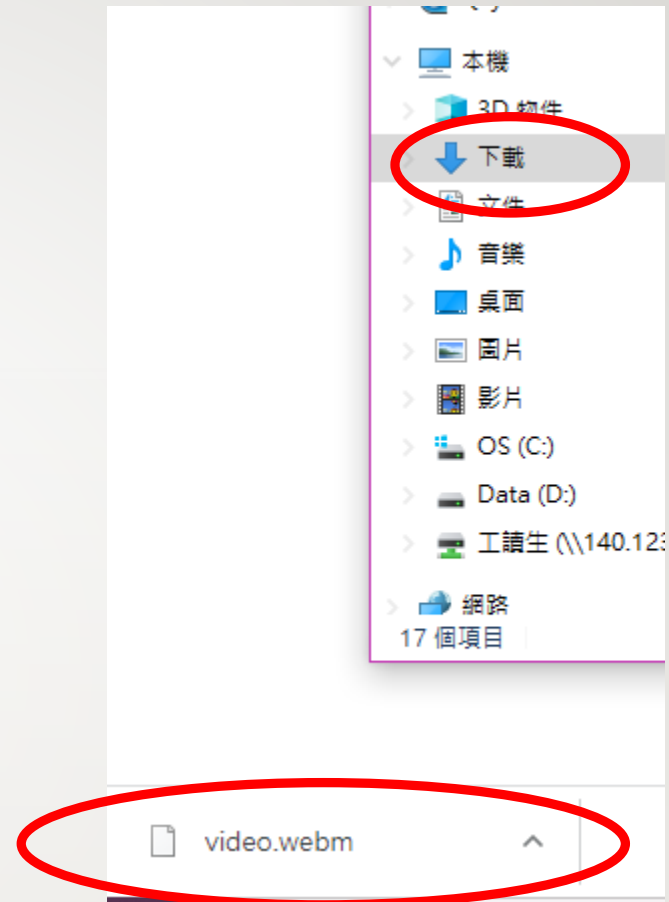 本機
3D 物件
下載
文件
音樂
桌面
圖片
影片
OS (C:)
Data (D:)
工讀生 (\\140.123
網路
17 個項目
video.webm